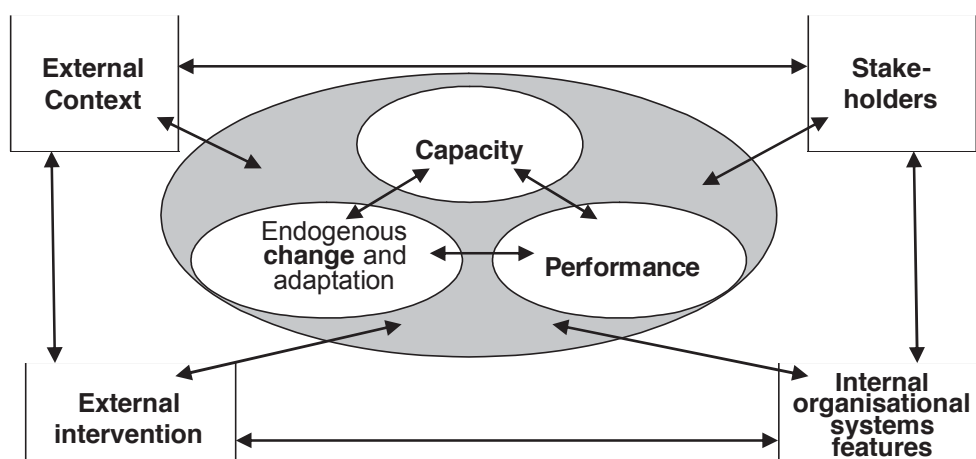 External
Context
Stake-
holders
Capacity
Endogenous
change and
adaptation
Performance
External
intervention
Internal
organisational
systems
features